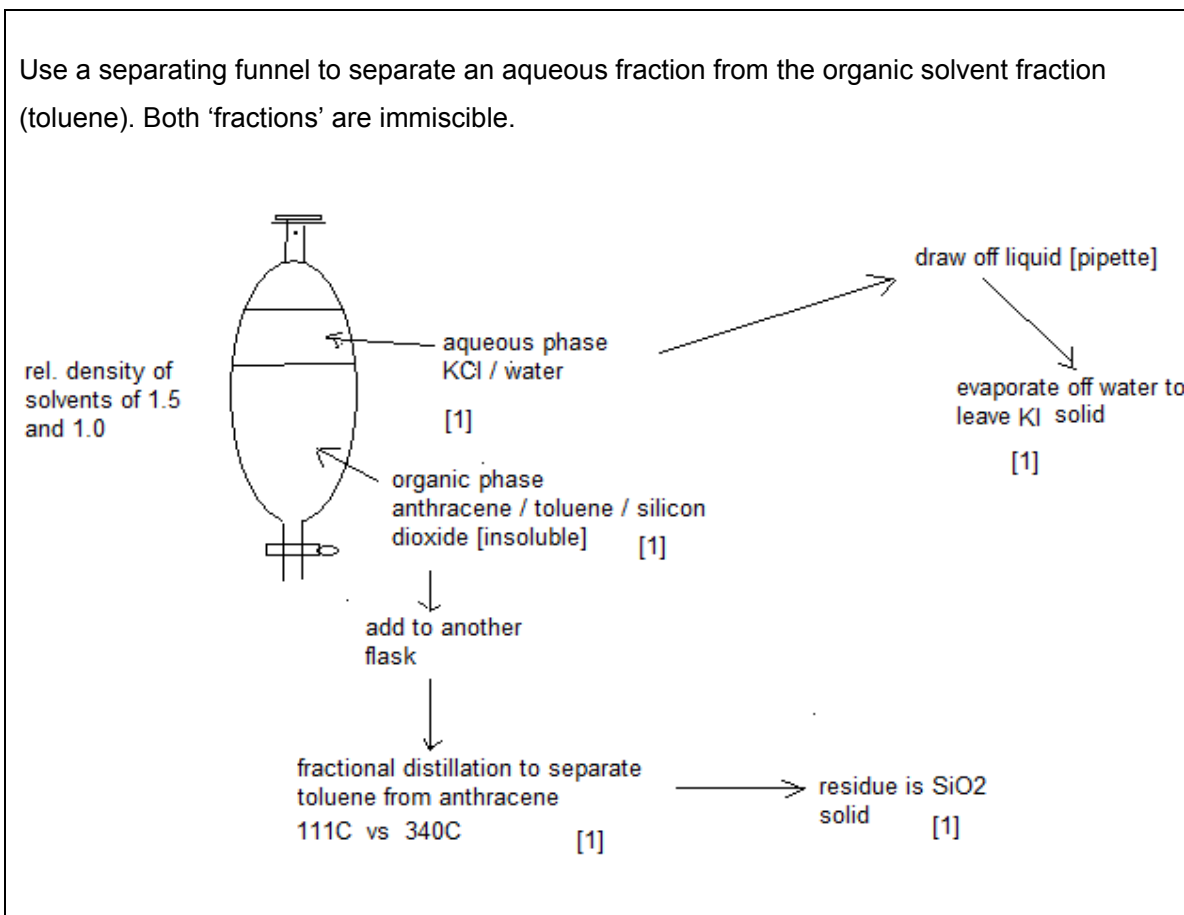 Use a separating funnel to separate an aqueous fraction from the organic solvent fraction
(toluene). Both ‘fractions’ are immiscible.
draw off liquid [pipette]
aqueous phase
KCl / water
[1]
rel. density of
solvents of 1.5
and 1.0
evaporate off water to
leave KI solid
[1]
organic phase
anthracene / toluene / silicon
dioxide [insoluble] [1]
add to another
flask
fractional distillation to separate
toluene from anthracene
111C vs 340C [1]
residue is SiO2
solid [1]